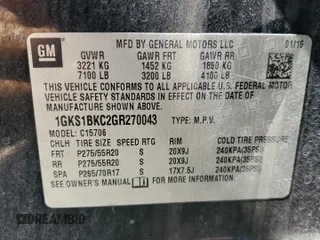 GM
MFD BY GENERAL MOTORS LLC 01/16
GVWR GAWR FRT GAWR RR
3221 KG 1452 KG 1860 KG
7100 LB 3200 LB 4100 LB
THIS VEHICLE CONFORMS TO ALL APPLICABLE U.S. FEDERAL MOTOR
VEHICLE SAFETY AND THEFT PREVENTION STANDARDS IN EFFECT ON
THE DATE OF MANUFACTURE SHOWN ABOVE.
1GKS1BKC2GR270043 TYPE: M.P.V.
C15706
CHLH TIRE SIZE SPEED RTG RIM COLD TIRE PRESSURE
FRT P275/55R20 S 20X9J 240KPA(35PSI)
RR P275/55R20 S 20X9J 240KPA(35PSI)
SPA P265/70R17 S 17X7.5J 240KPA(35PSI)
SEE OWNER'S MANUAL FOR ADDITIONAL INFORMATION.
DREAMBID